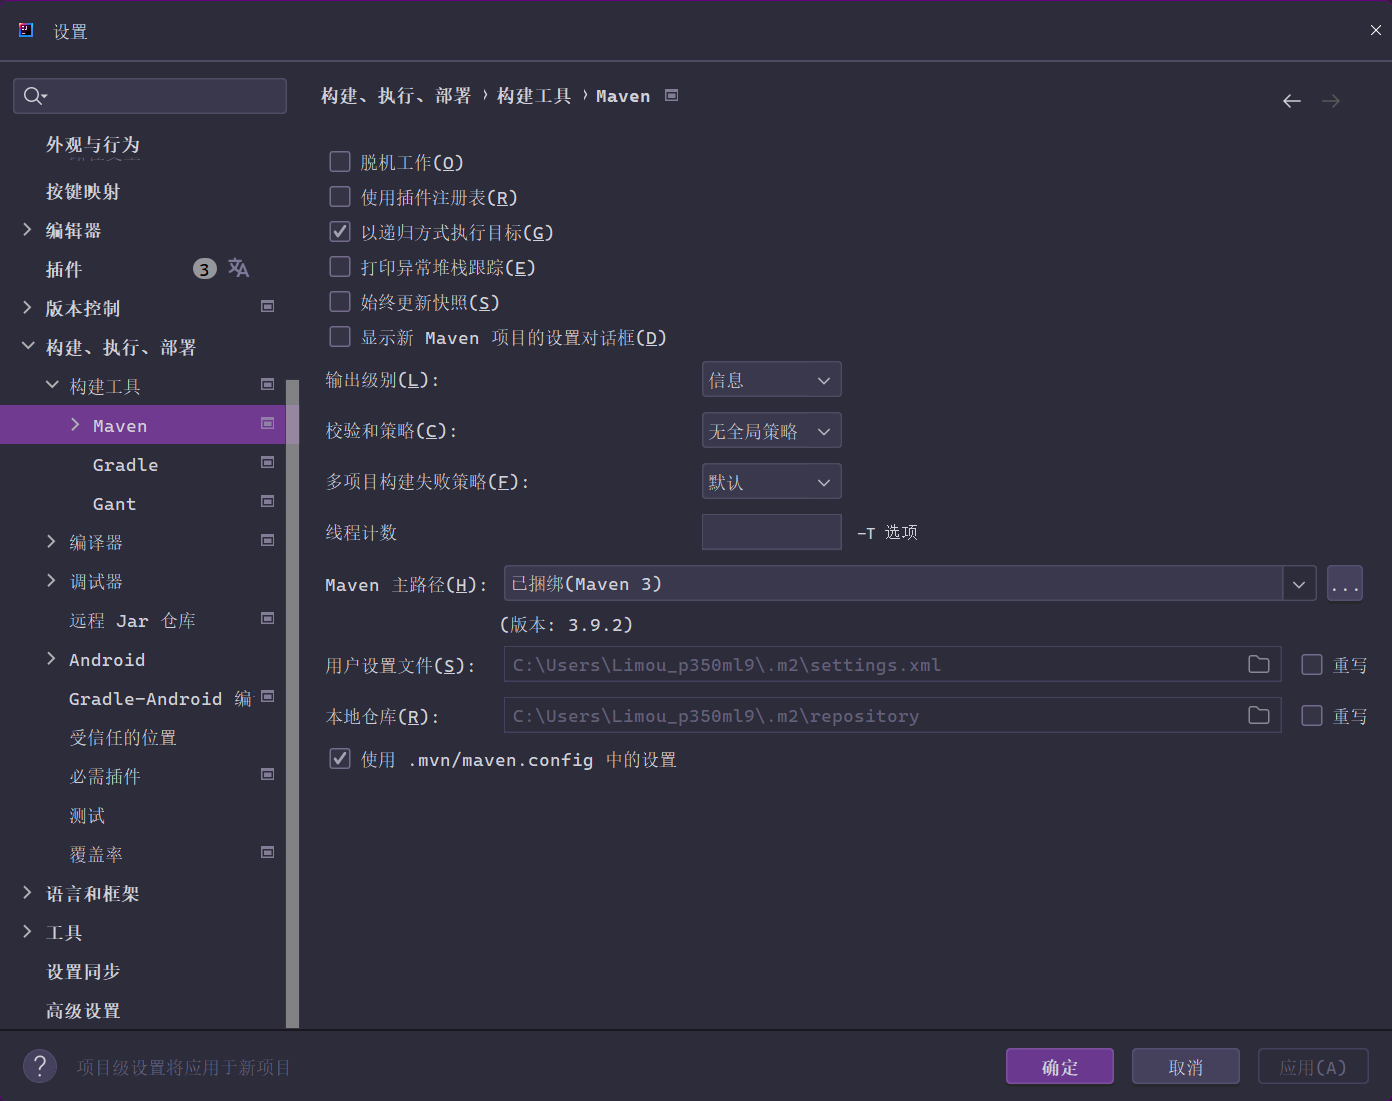 设置
外观与行为
按键映射
编辑器
插件 3
版本控制
构建、执行、部署
构建工具
Maven
Gradle
Gant
编译器
调试器
远程 Jar 仓库
Android
Gradle-Android 编
受信任的位置
必需插件
测试
覆盖率
语言和框架
工具
设置同步
高级设置
构建、执行、部署 › 构建工具 › Maven
脱机工作(O)
使用插件注册表(R)
以递归方式执行目标(G)
打印异常堆栈跟踪(E)
始终更新快照(S)
显示新 Maven 项目的设置对话框(D)
输出级别(L): 信息
校验和策略(C): 无全局策略
多项目构建失败策略(F): 默认
线程计数 -T 选项
Maven 主路径(H): 已捆绑(Maven 3) ...
(版本: 3.9.2)
用户设置文件(S): C:\Users\Limou_p350ml9\.m2\settings.xml 重写
本地仓库(R): C:\Users\Limou_p350ml9\.m2\repository 重写
使用 .mvn/maven.config 中的设置
? 项目级设置将应用于新项目
确定 取消 应用(A)